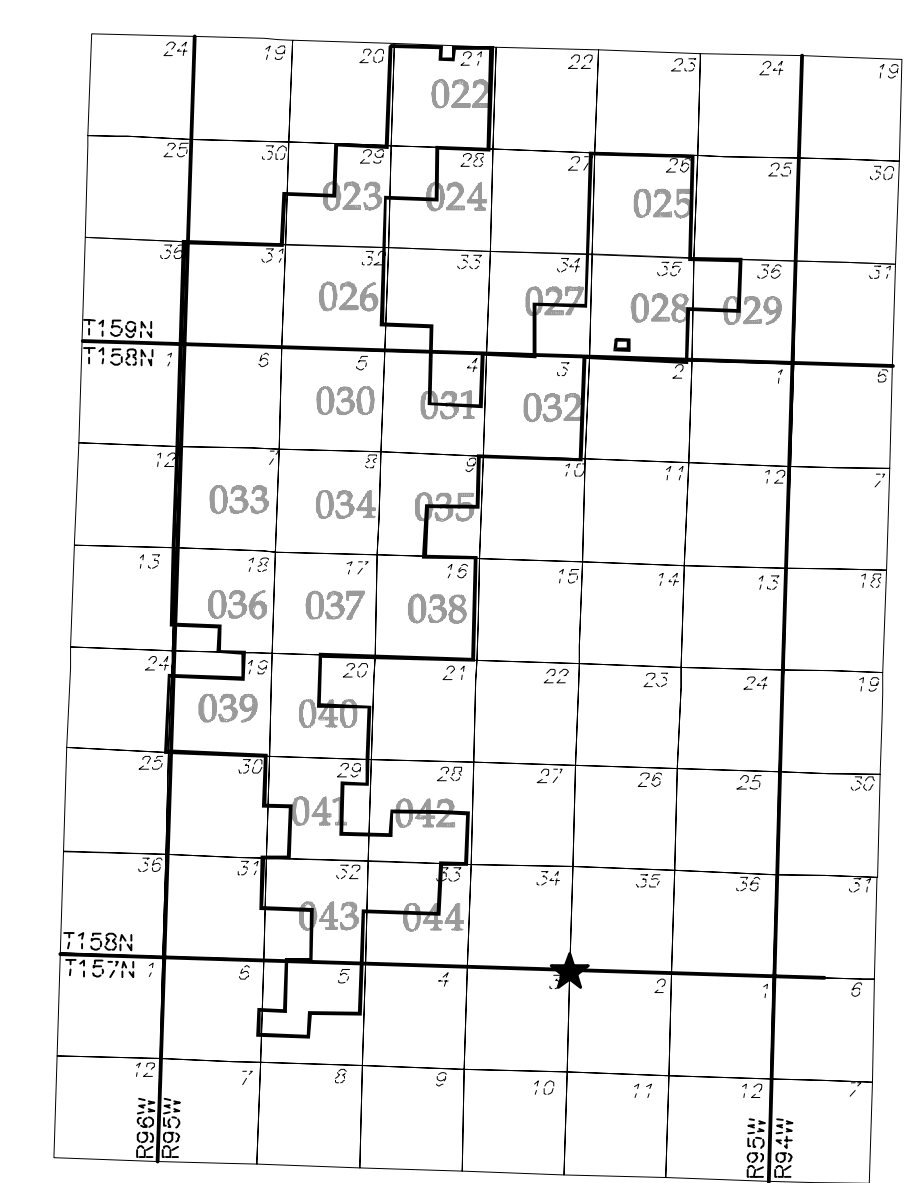 24 19 20 21 22 23 24 19
022
25 30 29 28 27 26 25 30
023 024 025
36 31 32 33 34 35 36 31
026 027 028 029
T159N
T158N 1 6 5 4 3 2 1 6
030 031 032
12 7 8 9 10 11 12 7
033 034 035
13 18 17 16 15 14 13 18
036 037 038
24 19 20 21 22 23 24 19
039 040
25 30 29 28 27 26 25 30
041 042
36 31 32 33 34 35 36 31
043 044
T158N
T157N 1 6 5 4 3 2 1 6
12 7 8 9 10 11 12 7
R96W
R95W
R95W
R94W